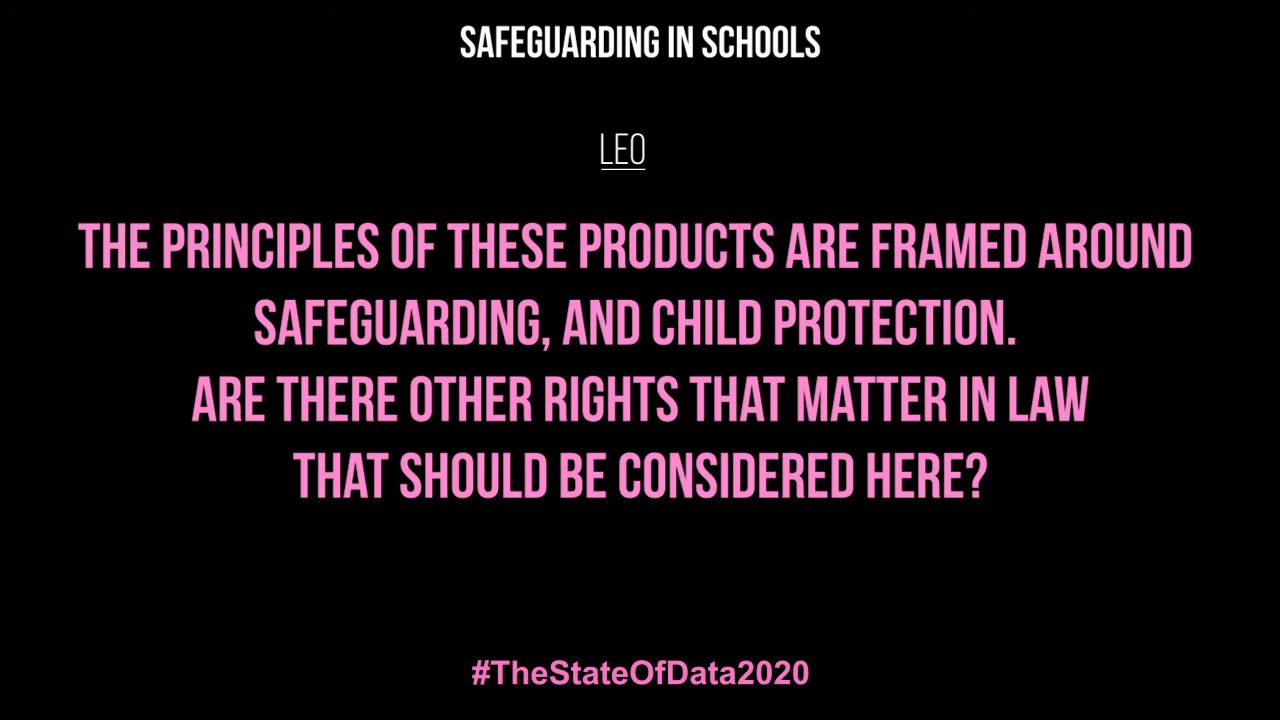 SAFEGUARDING IN SCHOOLS
LEO
THE PRINCIPLES OF THESE PRODUCTS ARE FRAMED AROUND
SAFEGUARDING, AND CHILD PROTECTION.
ARE THERE OTHER RIGHTS THAT MATTER IN LAW
THAT SHOULD BE CONSIDERED HERE?
#TheStateOfData2020